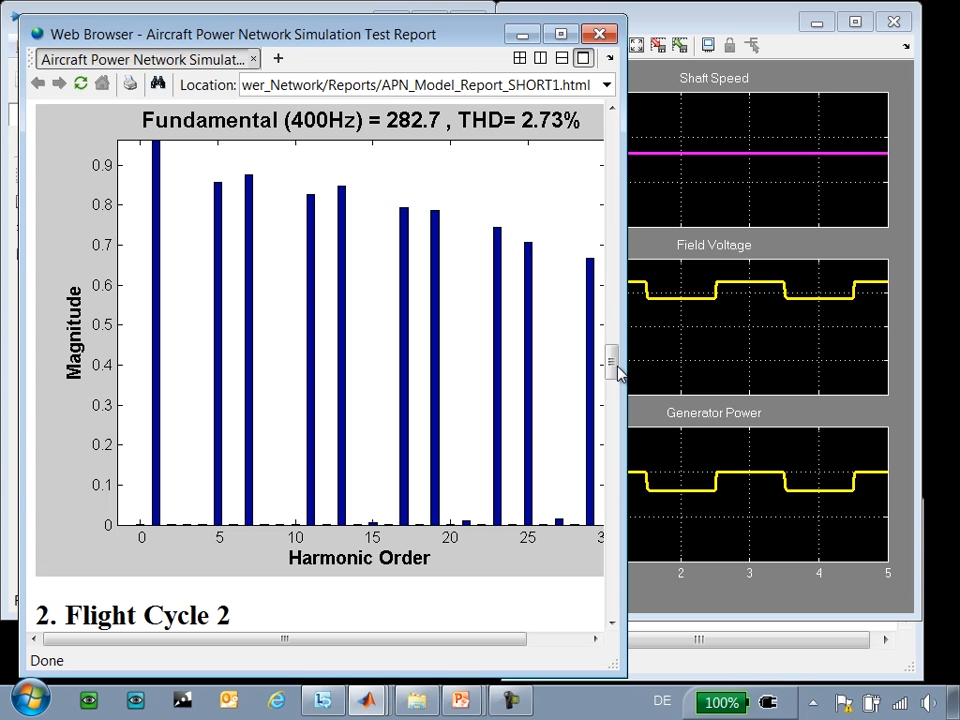 Web Browser - Aircraft Power Network Simulation Test Report
Aircraft Power Network Simulat... × +
Location: wer_Network/Reports/APN_Model_Report_SHORT1.html
Fundamental (400Hz) = 282.7 , THD= 2.73%
0.9
0.8
0.7
0.6
0.5
0.4
0.3
0.2
0.1
0
Magnitude
0 5 10 15 20 25 3
Harmonic Order
2. Flight Cycle 2
Done
Shaft Speed
Field Voltage
Generator Power
2 3 4 5
DE 100%